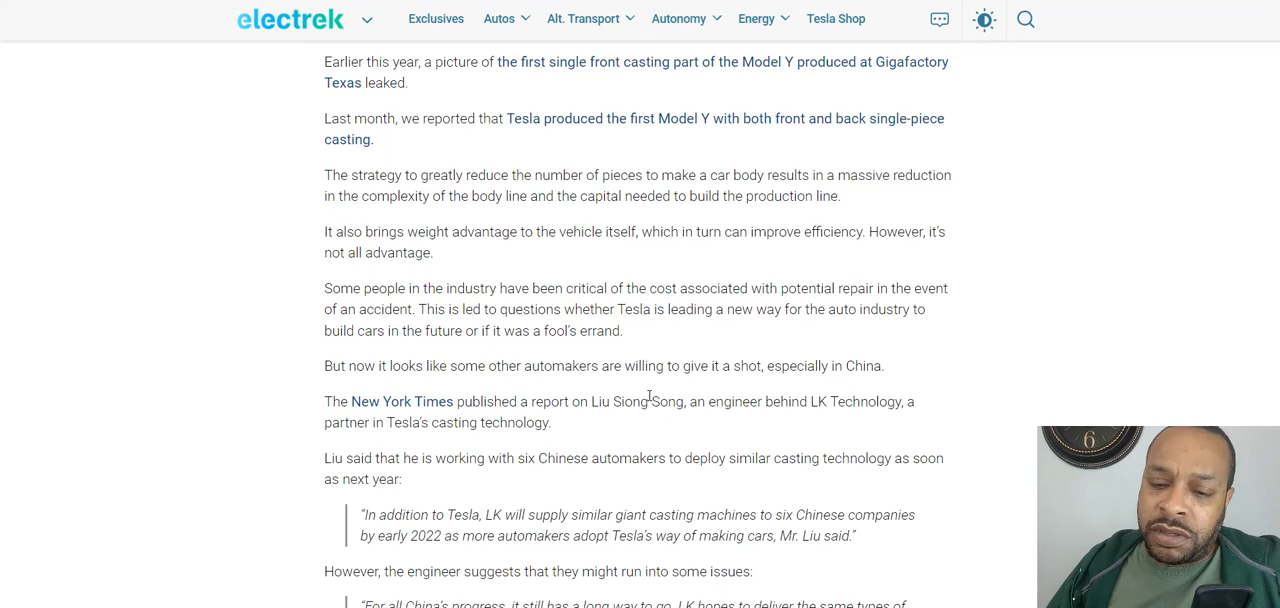 electrek Exclusives Autos Alt. Transport Autonomy Energy Tesla Shop
Earlier this year, a picture of the first single front casting part of the Model Y produced at Gigafactory
Texas leaked.
Last month, we reported that Tesla produced the first Model Y with both front and back single-piece
casting.
The strategy to greatly reduce the number of pieces to make a car body results in a massive reduction
in the complexity of the body line and the capital needed to build the production line.
It also brings weight advantage to the vehicle itself, which in turn can improve efficiency. However, it’s
not all advantage.
Some people in the industry have been critical of the cost associated with potential repair in the event
of an accident. This is led to questions whether Tesla is leading a new way for the auto industry to
build cars in the future or if it was a fool’s errand.
But now it looks like some other automakers are willing to give it a shot, especially in China.
The New York Times published a report on Liu Siong Song, an engineer behind LK Technology, a
partner in Tesla’s casting technology.
Liu said that he is working with six Chinese automakers to deploy similar casting technology as soon
as next year:
“In addition to Tesla, LK will supply similar giant casting machines to six Chinese companies
by early 2022 as more automakers adopt Tesla’s way of making cars, Mr. Liu said.”
However, the engineer suggests that they might run into some issues:
“For all China’s progress, it still has a long way to go. LK hopes to deliver the same types of
6